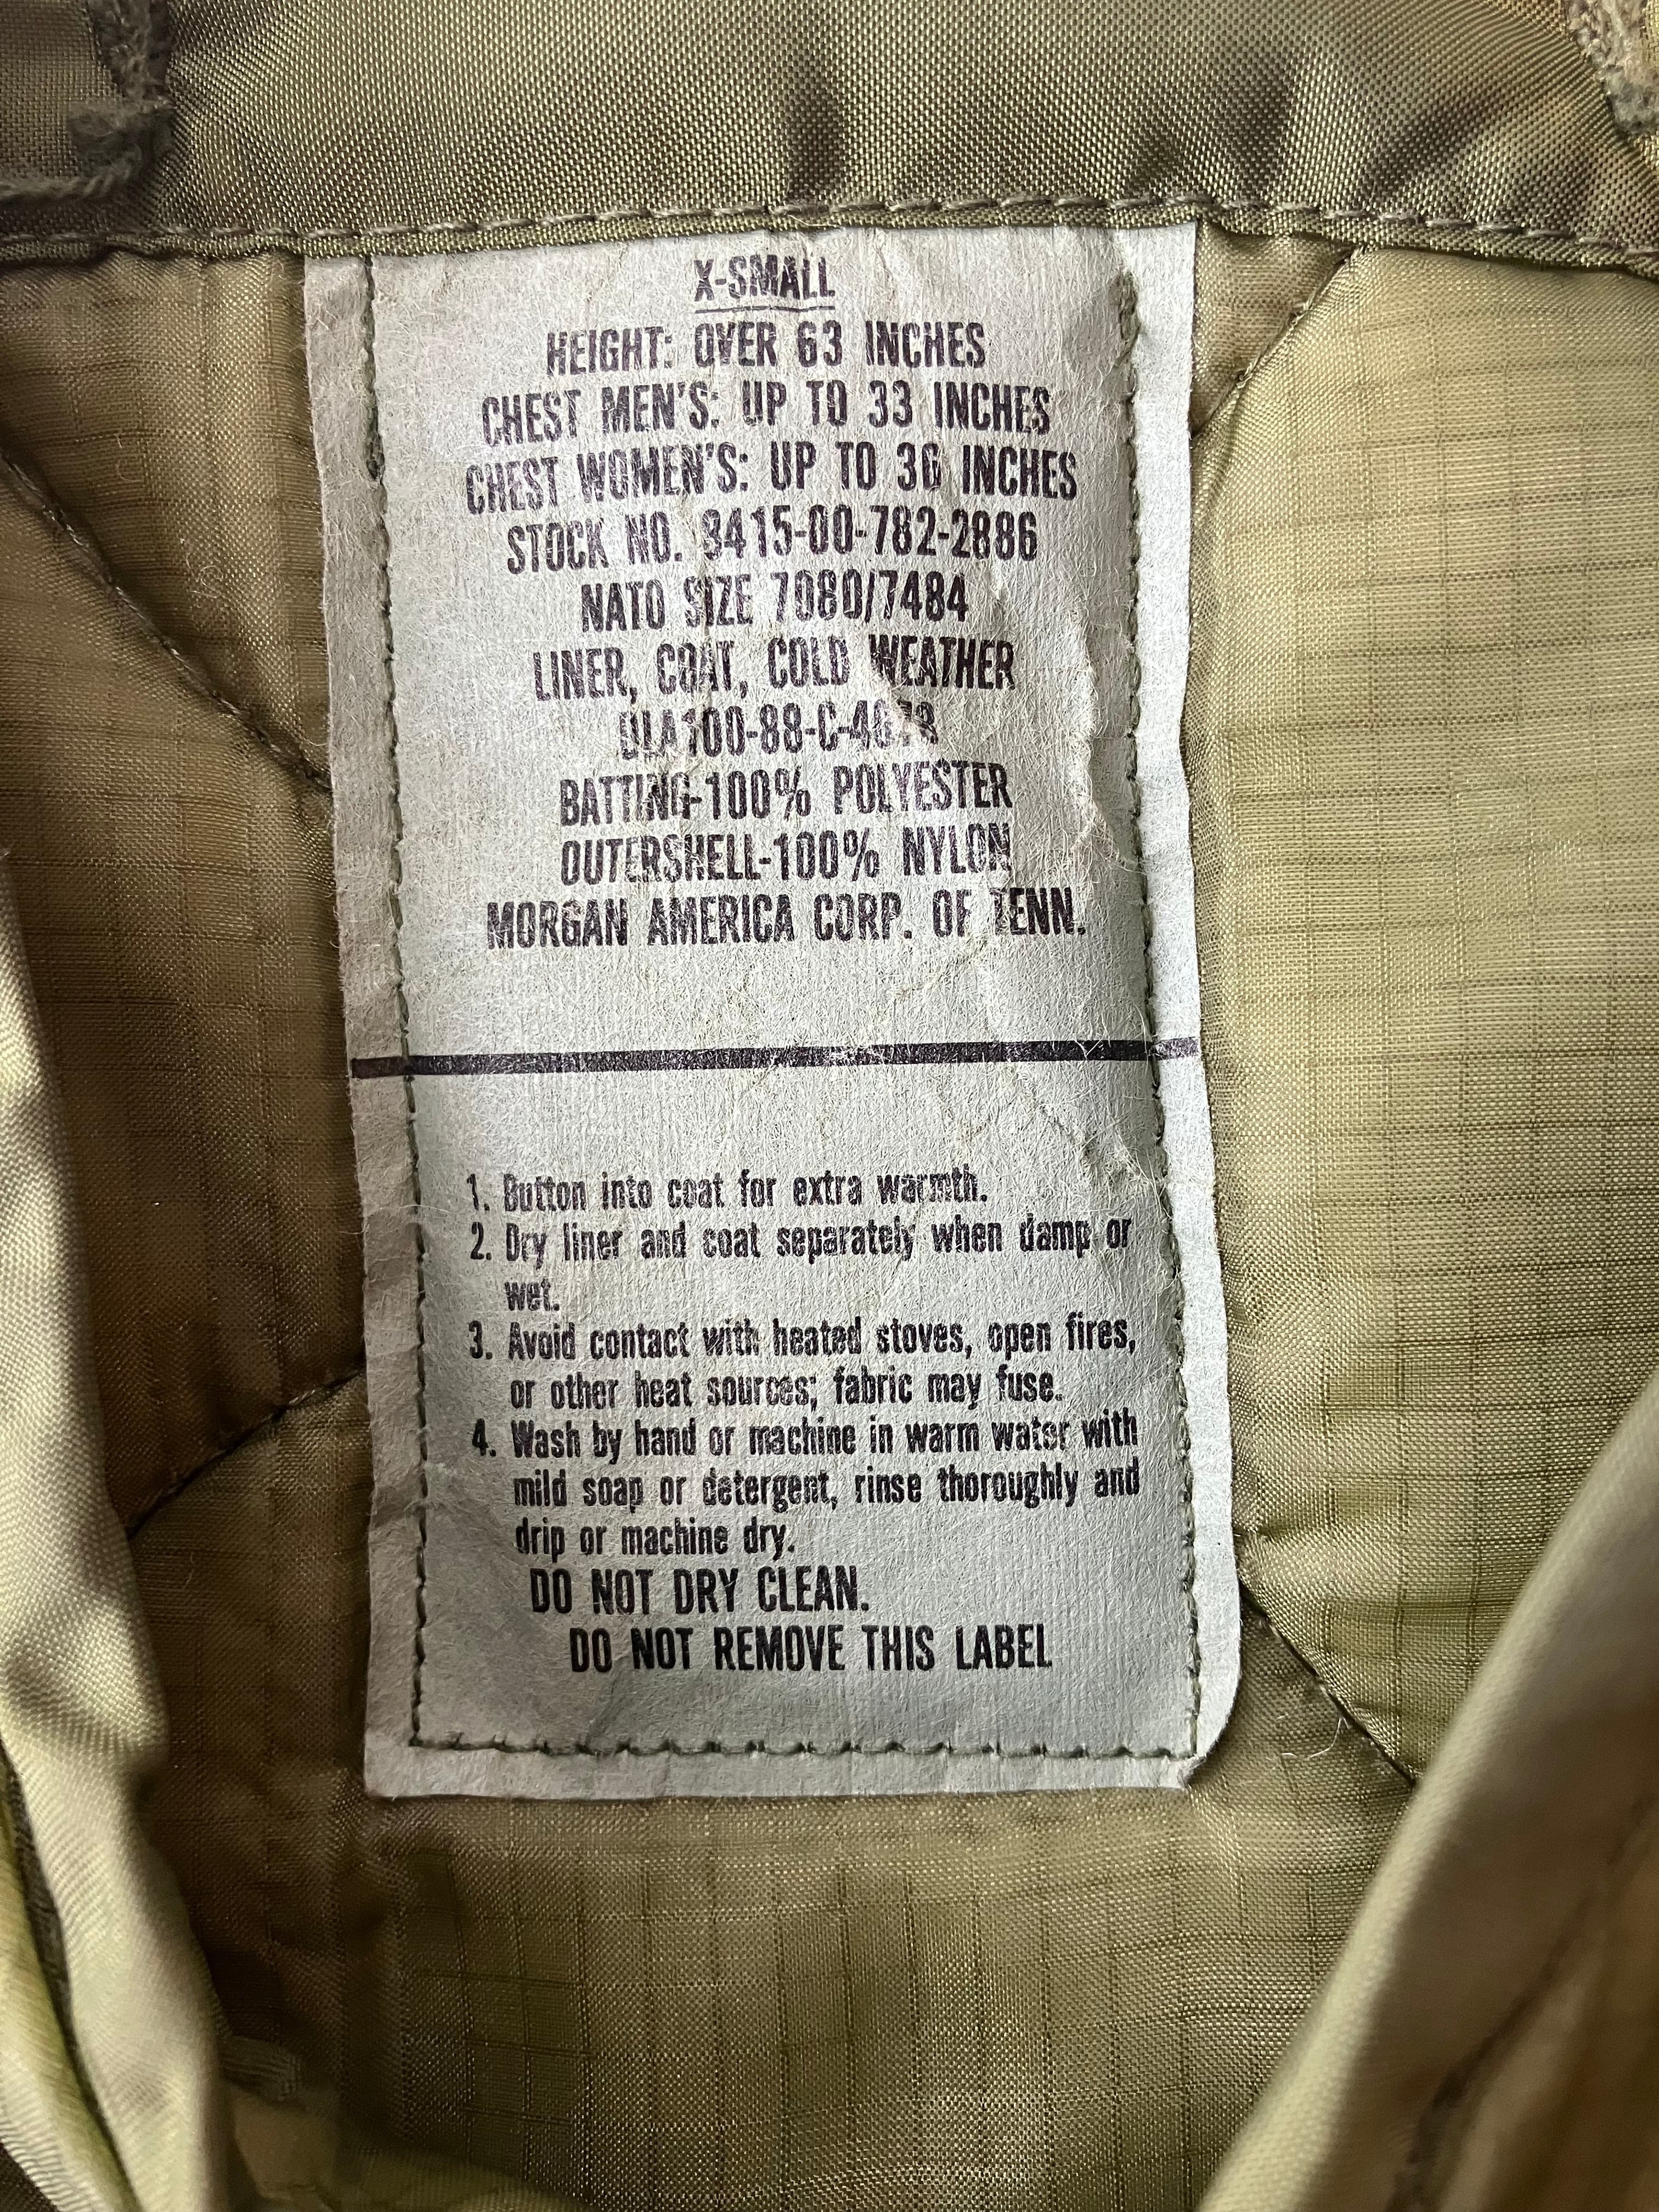 X-SMALL
HEIGHT: OVER 63 INCHES
CHEST MEN'S: UP TO 33 INCHES
CHEST WOMEN'S: UP TO 36 INCHES
STOCK NO. 8415-00-782-2886
NATO SIZE 7080/7484
LINER, COAT, COLD WEATHER
BATTING-100% POLYESTER
OUTERSHELL-100% NYLON
MORGAN AMERICA CORP. OF TENN.
1. Button into coat for extra warmth.
2. Dry liner and coat separately when damp or
wet.
3. Avoid contact with heated stoves, open fires,
or other heat sources; fabric may fuse.
4. Wash by hand or machine in warm water with
mild soap or detergent, rinse thoroughly and
drip or machine dry.
DO NOT DRY CLEAN.
DO NOT REMOVE THIS LABEL